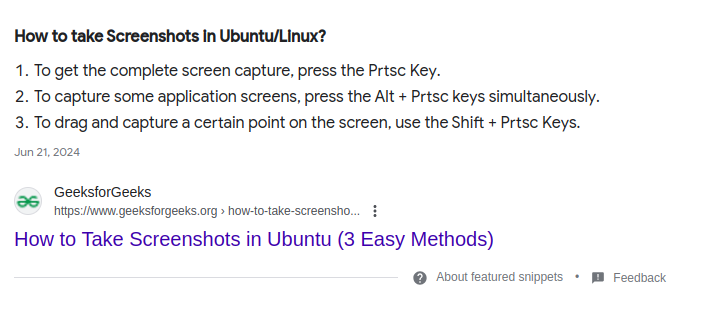 How to take Screenshots in Ubuntu/Linux?
1. To get the complete screen capture, press the Prtsc Key.
2. To capture some application screens, press the Alt + Prtsc keys simultaneously.
3. To drag and capture a certain point on the screen, use the Shift + Prtsc Keys.
Jun 21, 2024
GeeksforGeeks
https://www.geeksforgeeks.org › how-to-take-screensho...
How to Take Screenshots in Ubuntu (3 Easy Methods)
About featured snippets • Feedback